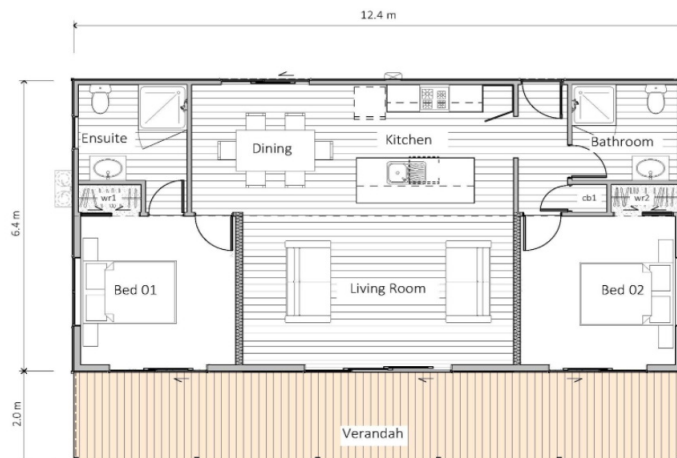 12.4 m
Ensuite
Dining
Kitchen
Bathroom
wr1
cb1
wr2
6.4 m
Bed 01
Living Room
Bed 02
2.0 m
Verandah